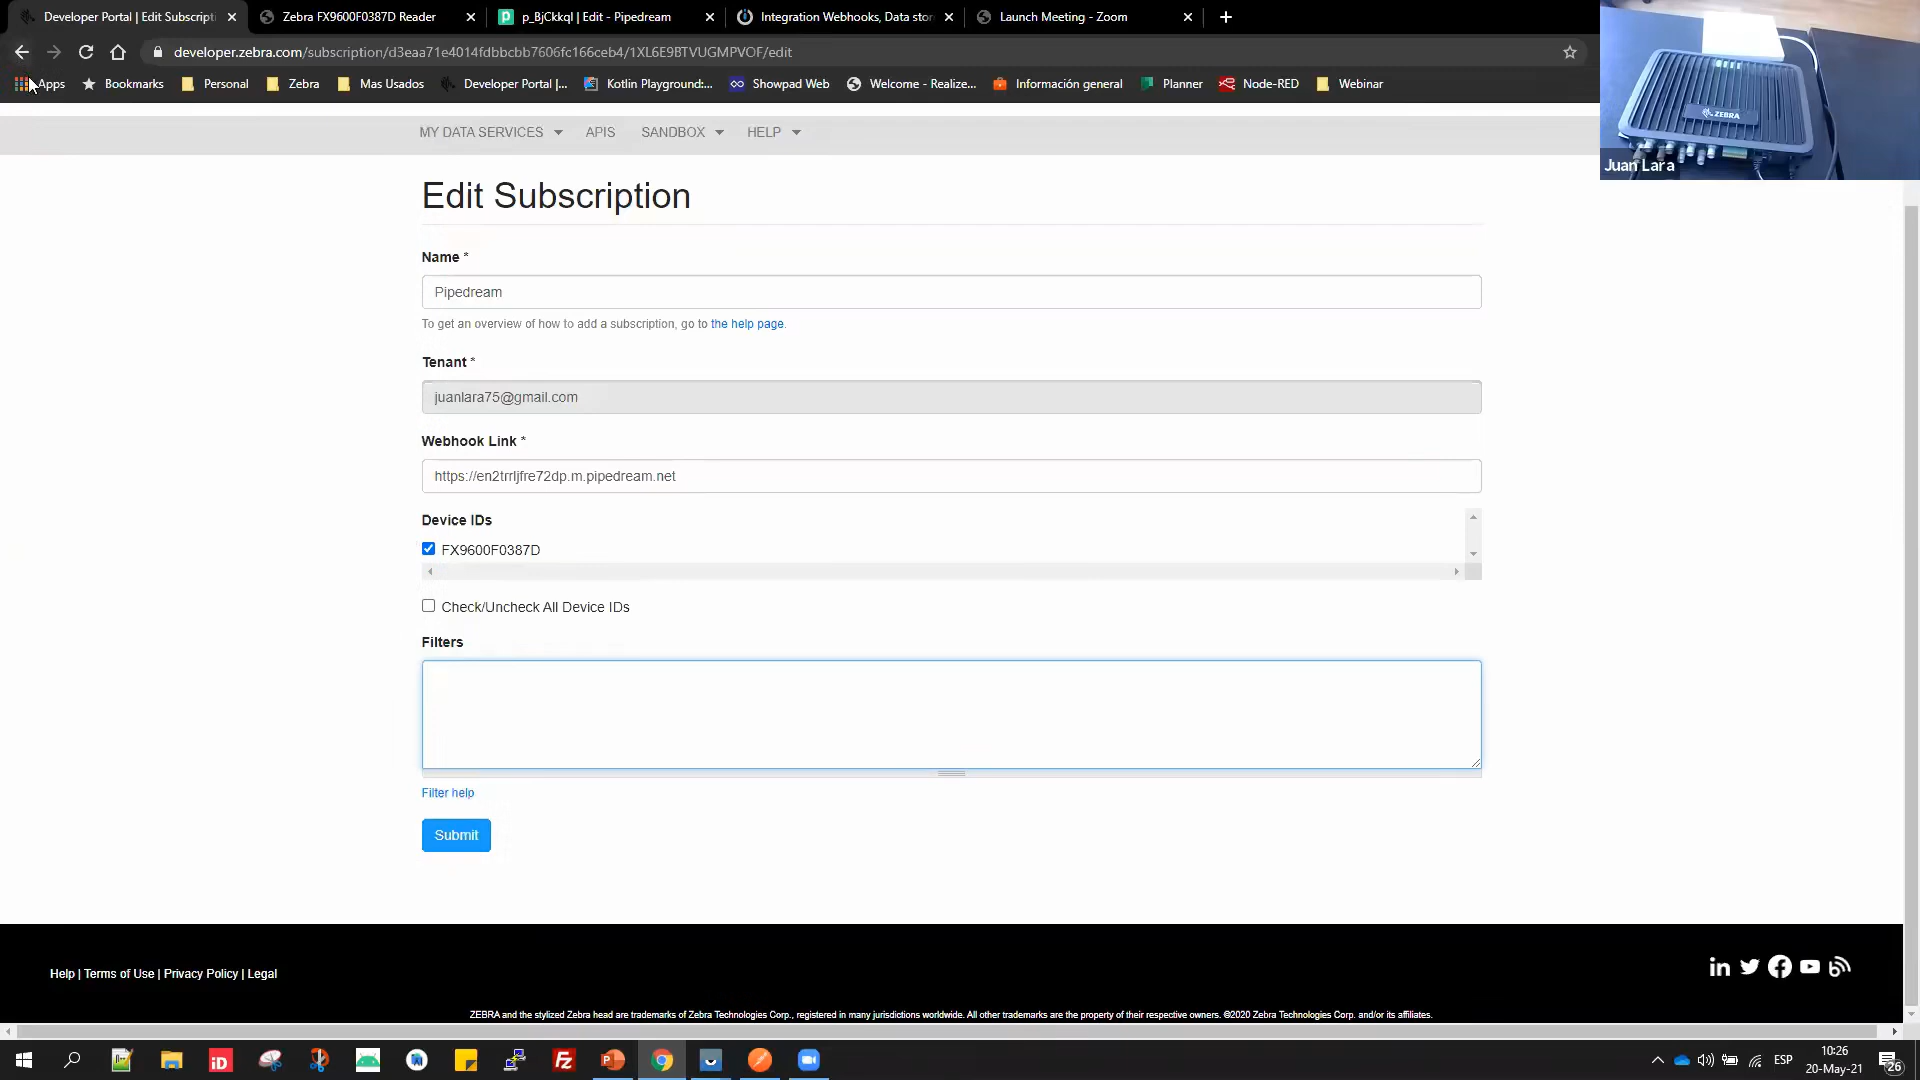 Developer Portal | Edit Subscripti
Zebra FX9600F0387D Reader
p_BjCkkql | Edit - Pipedream
Integration Webhooks, Data stor
Launch Meeting - Zoom
developer.zebra.com/subscription/d3eaa71e4014fdbbcbb7606fc166ceb4/1XL6E9BTVUGMPVOF/edit
Apps
Bookmarks
Personal
Zebra
Mas Usados
Developer Portal |...
Kotlin Playground:...
Showpad Web
Welcome - Realize...
Información general
Planner
Node-RED
Webinar
ZEBRA
Juan Lara
MY DATA SERVICES
APIS
SANDBOX
HELP
Edit Subscription
Name *
Pipedream
To get an overview of how to add a subscription, go to the help page.
Tenant *
juanlara75@gmail.com
Webhook Link *
https://en2trrljfre72dp.m.pipedream.net
Device IDs
FX9600F0387D
Check/Uncheck All Device IDs
Filters
Filter help
Submit
Help | Terms of Use | Privacy Policy | Legal
ZEBRA and the stylized Zebra head are trademarks of Zebra Technologies Corp., registered in many jurisdictions worldwide. All other trademarks are the property of their respective owners. ©2020 Zebra Technologies Corp. and/or its affiliates.
ESP
10:26
20-May-21
26